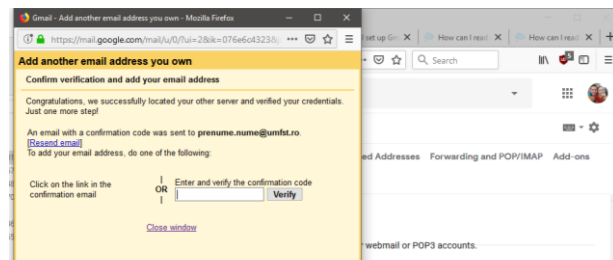 Gmail - Add another email address you own - Mozilla Firefox
https://mail.google.com/mail/u/0/?ui=2&ik=076e6c4323&
set up Gm
How can I read
How can I read
Add another email address you own
Search
Confirm verification and add your email address
Congratulations, we successfully located your other server and verified your credentials.
Just one more step!
An email with a confirmation code was sent to prenume.nume@umfst.ro.
[Resend email]
To add your email address, do one of the following:
ed Addresses Forwarding and POP/IMAP Add-ons
Click on the link in the
confirmation email
OR
Enter and verify the confirmation code
Verify
Close window
webmail or POP3 accounts.